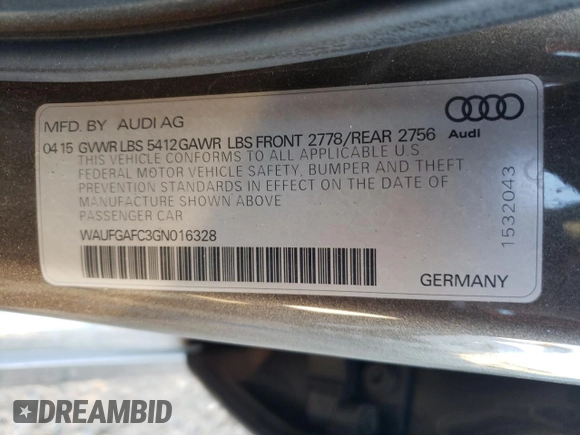 MFD. BY AUDI AG
04 15 GVWR LBS 5412 GAWR LBS FRONT 2778/REAR 2756
THIS VEHICLE CONFORMS TO ALL APPLICABLE U.S.
FEDERAL MOTOR VEHICLE SAFETY, BUMPER AND THEFT
PREVENTION STANDARDS IN EFFECT ON THE DATE OF
MANUFACTURE SHOWN ABOVE
PASSENGER CAR
WAUFGAFC3GN016328
Audi
1532043
GERMANY
DREAMBID